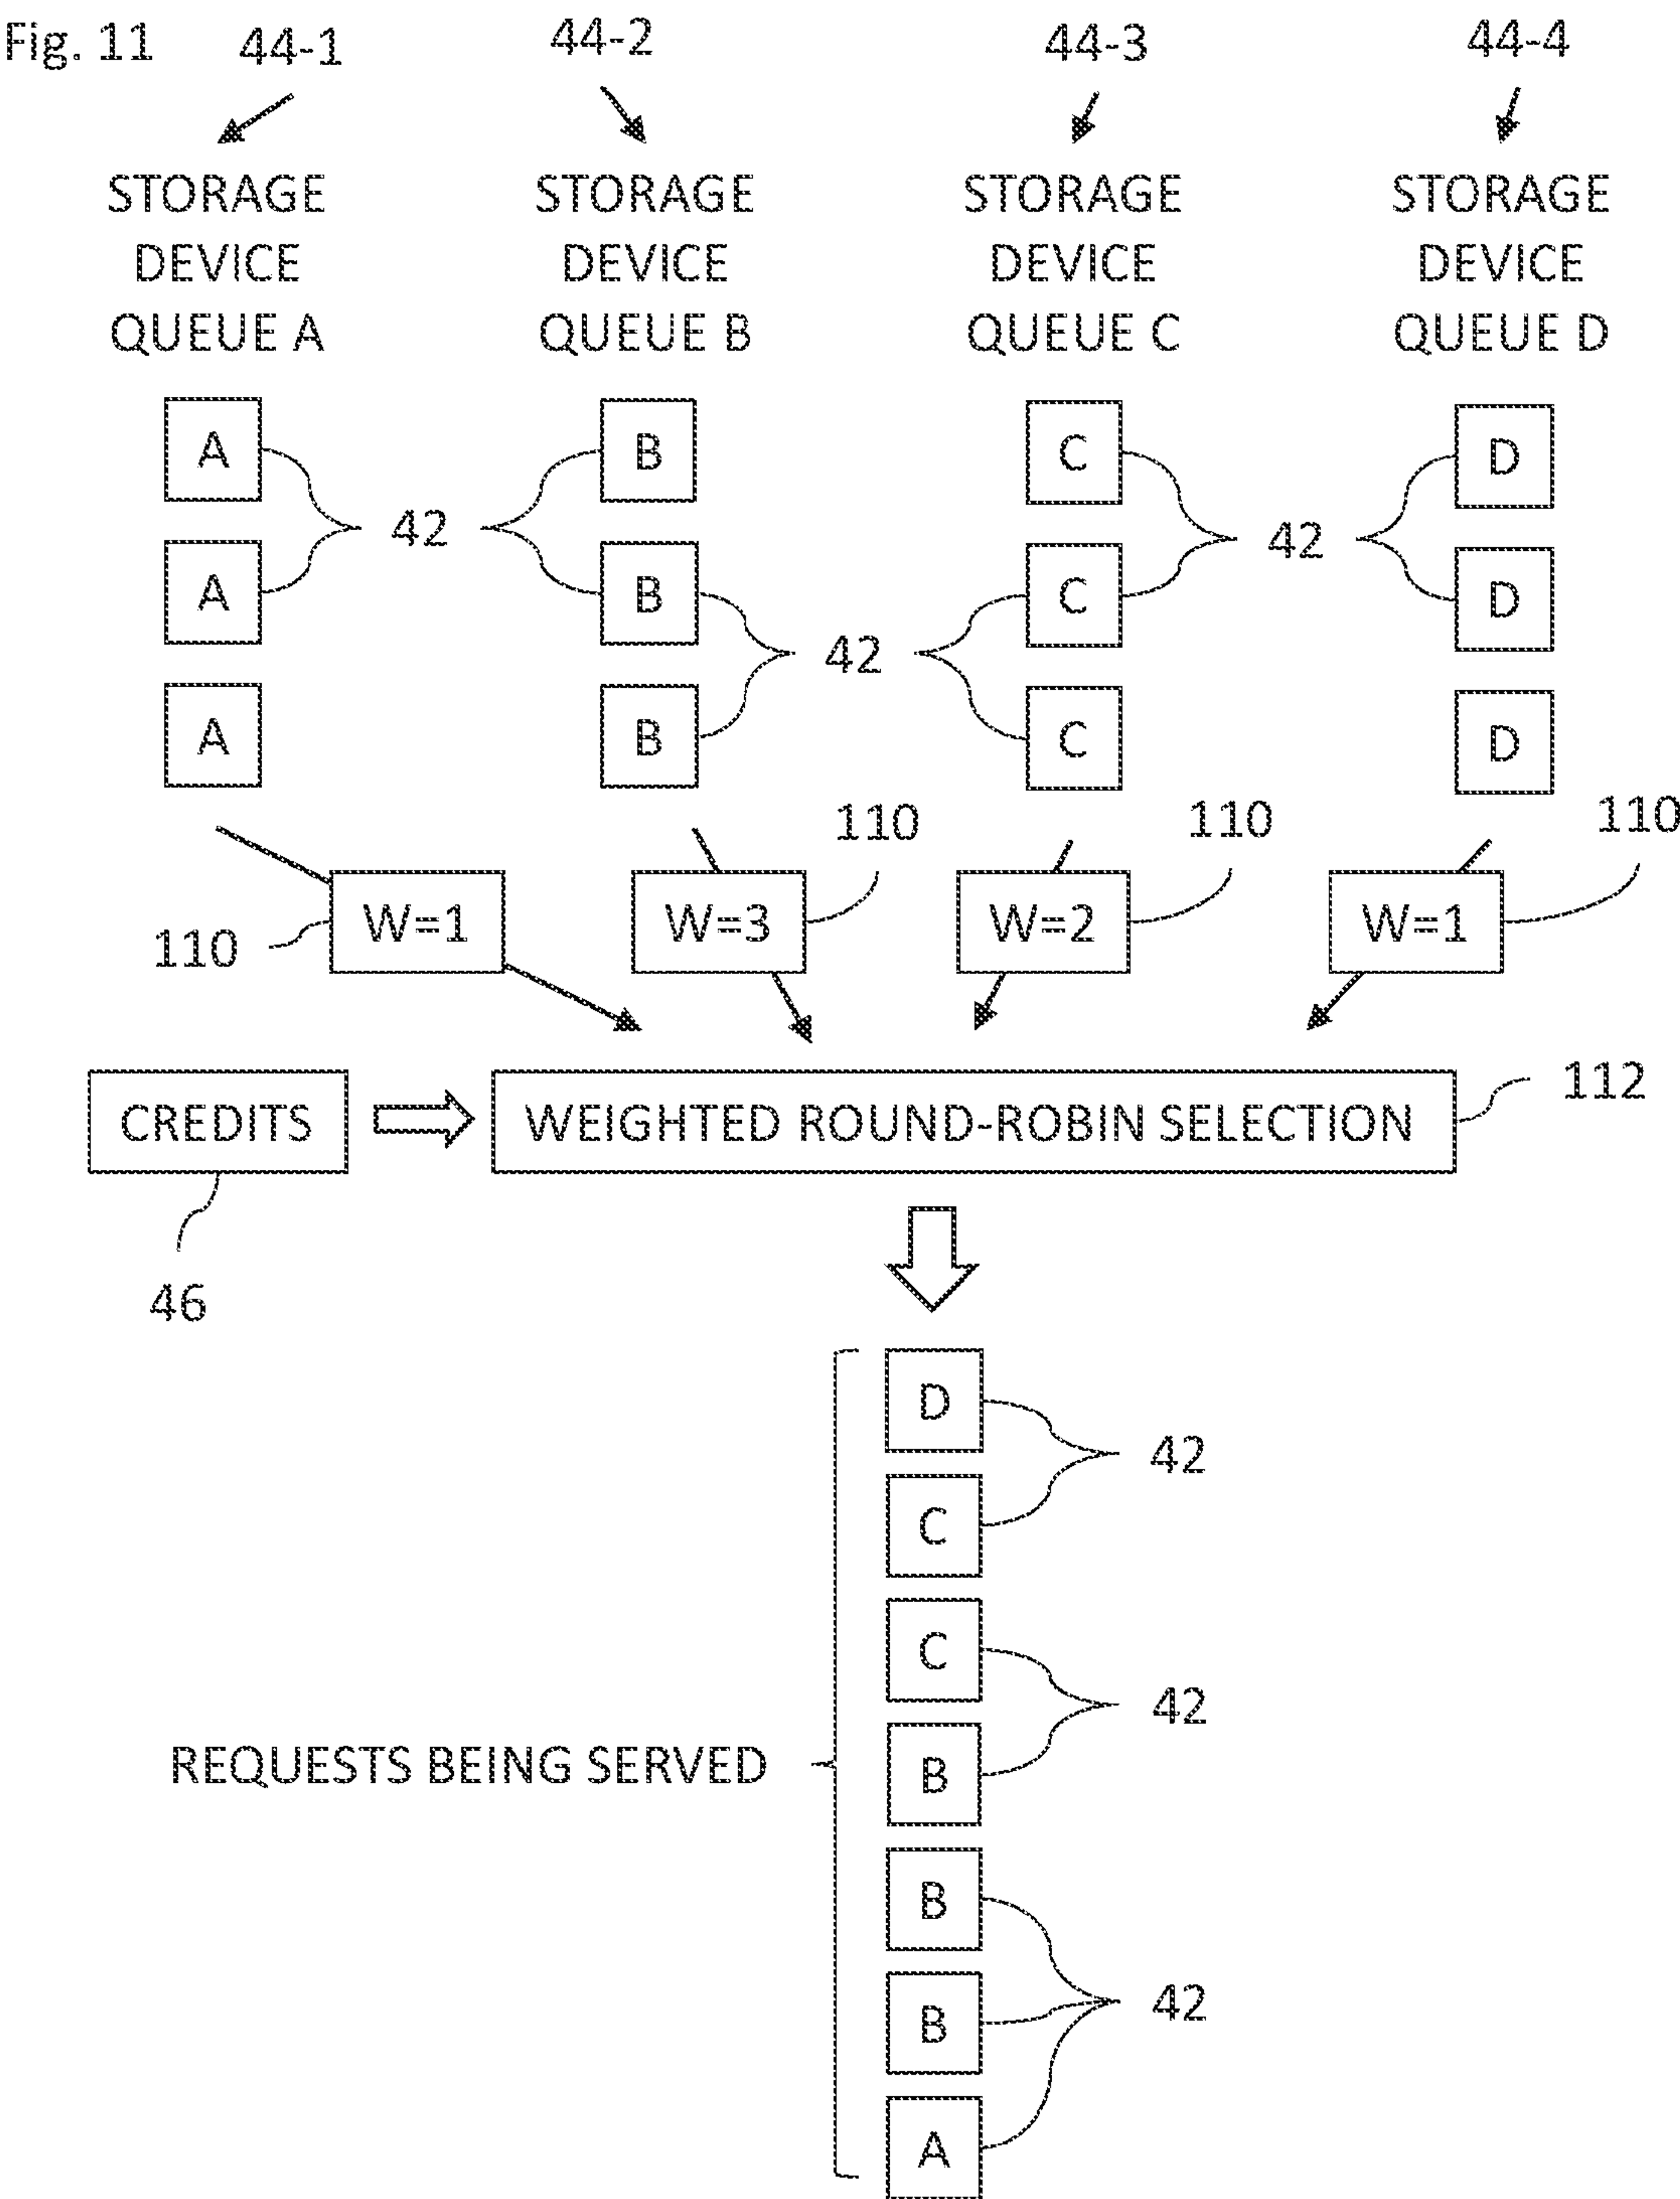 Fig. 11 44-1 44-2 44-3 44-4
STORAGE STORAGE STORAGE STORAGE
DEVICE DEVICE DEVICE DEVICE
QUEUE A QUEUE B QUEUE C QUEUE D
A B C D
42 42
A B C D
42
A B C D
110 110 110
W=1 W=3 W=2 W=1
110
112
CREDITS WEIGHTED ROUND-ROBIN SELECTION
46
D
42
C
C
42
B
REQUESTS BEING SERVED
B
42
B
A